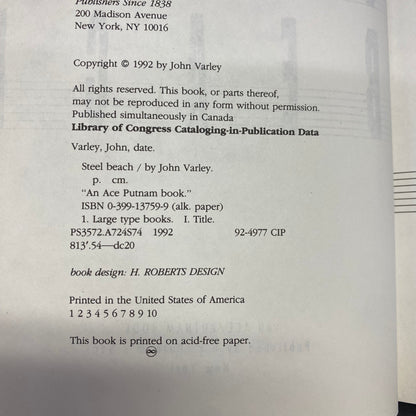 Publishers Since 1838
200 Madison Avenue
New York, NY 10016
Copyright © 1992 by John Varley
All rights reserved. This book, or parts thereof,
may not be reproduced in any form without permission.
Published simultaneously in Canada
Library of Congress Cataloging-in-Publication Data
Varley, John, date.
Steel beach / by John Varley.
p. cm.
"An Ace Putnam book."
ISBN 0-399-13759-9 (alk. paper)
1. Large type books. I. Title.
PS3572.A724S74 1992 92-4977 CIP
813'.54—dc20
book design: H. ROBERTS DESIGN
Printed in the United States of America
1 2 3 4 5 6 7 8 9 10
This book is printed on acid-free paper.
♾